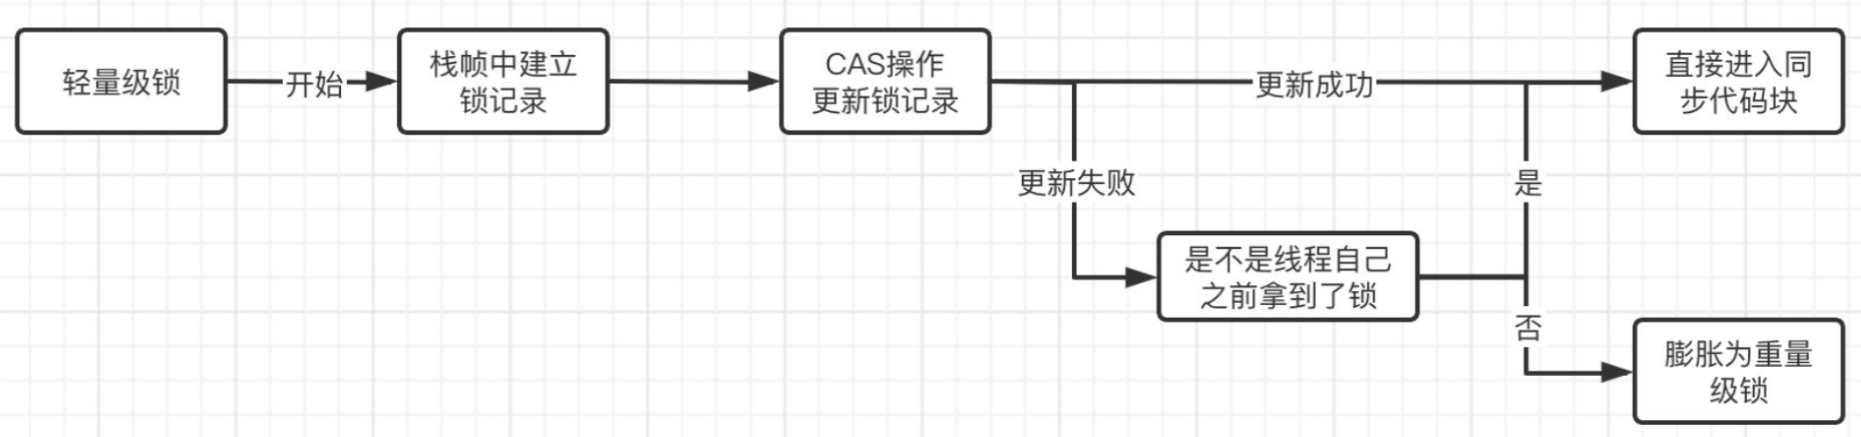 轻量级锁
开始
栈帧中建立
锁记录
CAS操作
更新锁记录
更新成功
直接进入同
步代码块
更新失败
是
是不是线程自己
之前拿到了锁
否
膨胀为重量
级锁